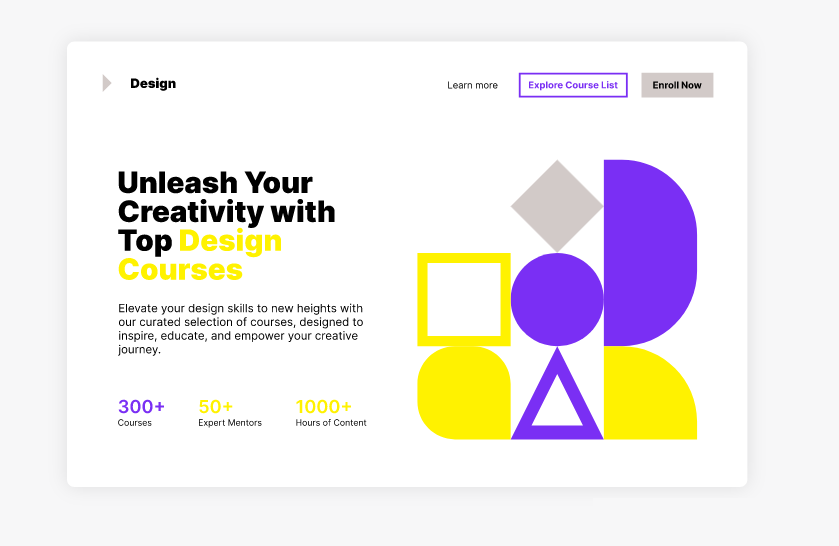 Design
Learn more
Explore Course List
Enroll Now
Unleash Your
Creativity with
Top Design
Courses
Elevate your design skills to new heights with
our curated selection of courses, designed to
inspire, educate, and empower your creative
journey.
300+
Courses
50+
Expert Mentors
1000+
Hours of Content